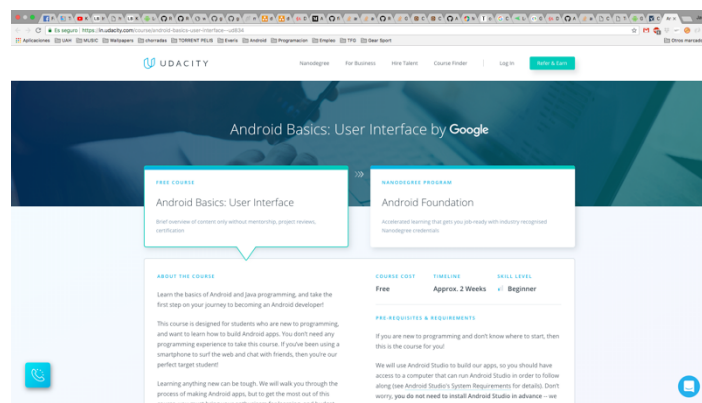 Es seguro https://in.udacity.com/course/android-basics-user-interface--ud834
Aplicaciones UAH MUSIC Wallpapers chorradas TORRENT PELIS Everis Android Programacion Empleo TFG Gear Sport Otros marcado
UDACITY Nanodegree For Business Hire Talent Course Finder Log In Refer & Earn
Android Basics: User Interface by Google
FREE COURSE
Android Basics: User Interface
Brief overview of content only-without mentorship, project reviews,
certification
NANODEGREE PROGRAM
Android Foundation
Accelerated learning that gets you job-ready with industry recognised
Nanodegree credentials
ABOUT THE COURSE
Learn the basics of Android and Java programming, and take the
first step on your journey to becoming an Android developer!
This course is designed for students who are new to programming,
and want to learn how to build Android apps. You don't need any
programming experience to take this course. If you've been using a
smartphone to surf the web and chat with friends, then you're our
perfect target student!
Learning anything new can be tough. We will walk you through the
process of making Android apps, but to get the most out of this
COURSE COST TIMELINE SKILL LEVEL
Free Approx. 2 Weeks Beginner
PRE-REQUISITES & REQUIREMENTS
If you are new to programming and don't know where to start, then
this is the course for you!
We will use Android Studio to build our apps, so you should have
access to a computer that can run Android Studio in order to follow
along (see Android Studio's System Requirements for details). Don't
worry, you do not need to install Android Studio in advance – we